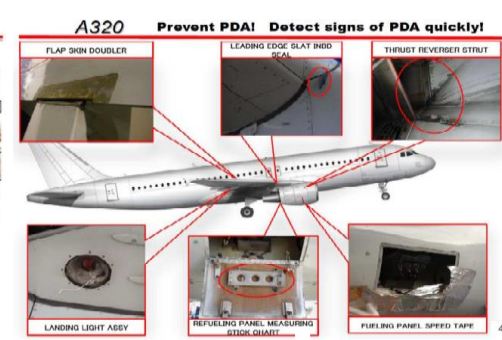 A320 Prevent PDA! Detect signs of PDA quickly!
FLAP SKIN DOUBLER
LEADING EDGE SLAT INBD
SEAL
THRUST REVERSER STRUT
LANDING LIGHT ASSY
REFUELING PANEL MEASURING
STICK CHART
FUELING PANEL SPEED TAPE
4